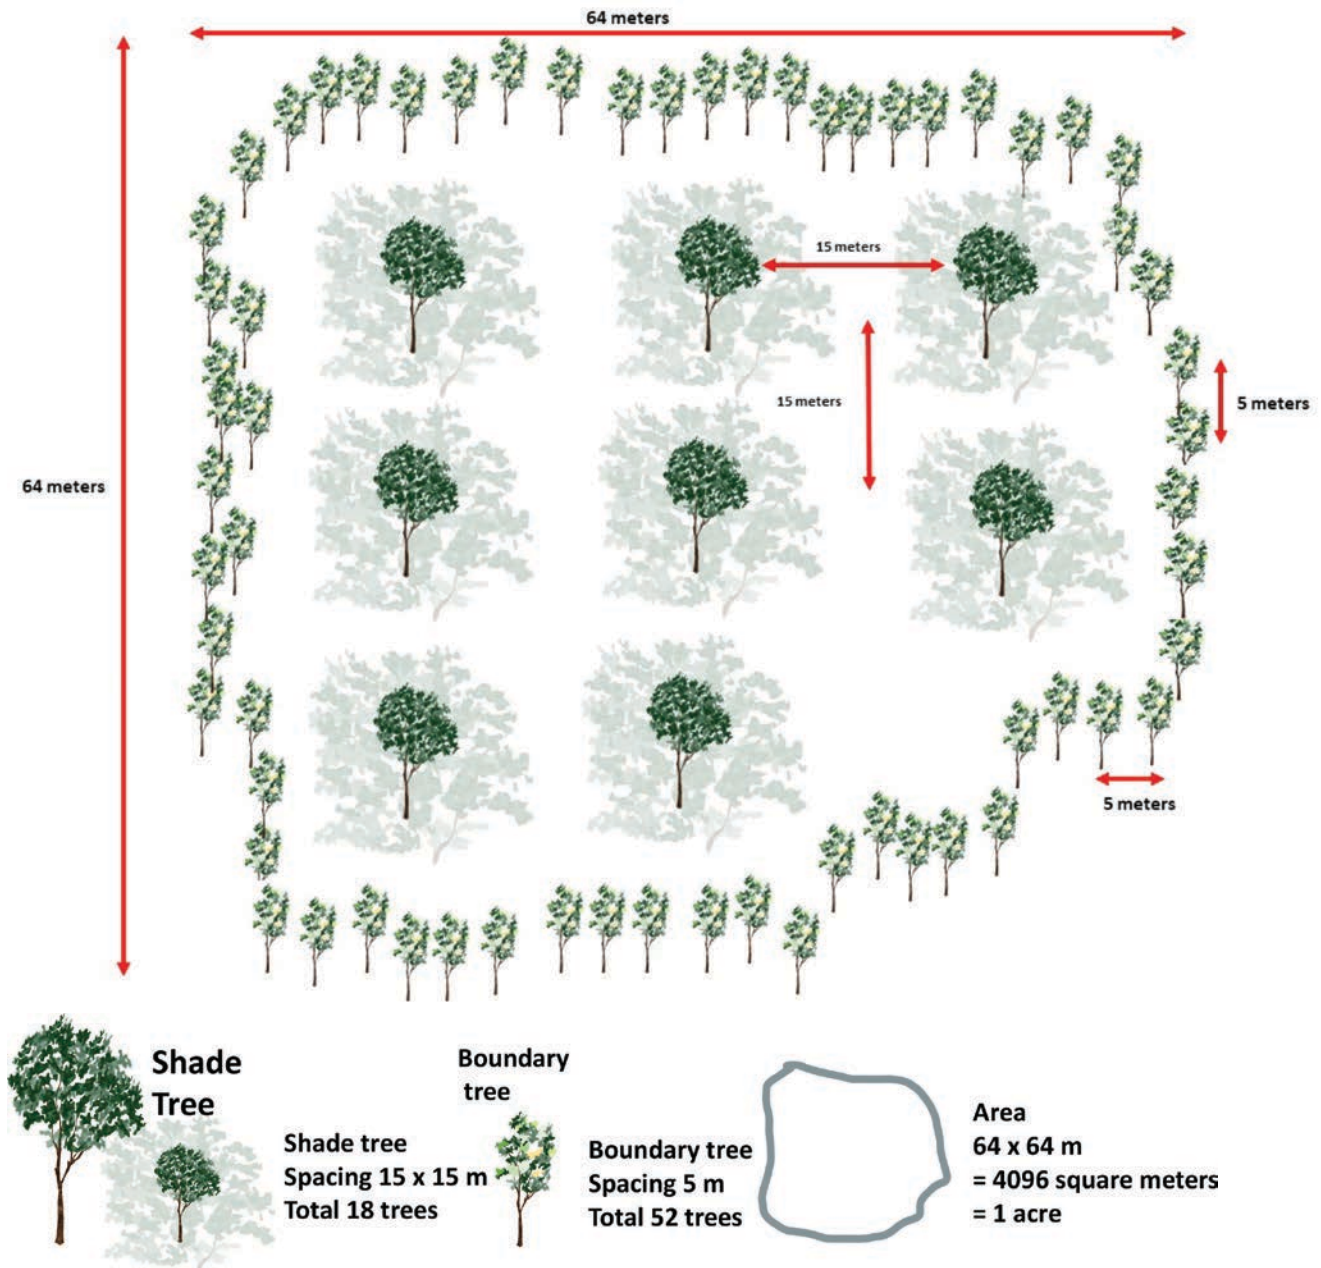 64 meters
15 meters
15 meters
5 meters
64 meters
5 meters
Shade
Tree
Shade tree
Spacing 15 x 15 m
Total 18 trees
Boundary
tree
Boundary tree
Spacing 5 m
Total 52 trees
Area
64 x 64 m
= 4096 square meters
= 1 acre